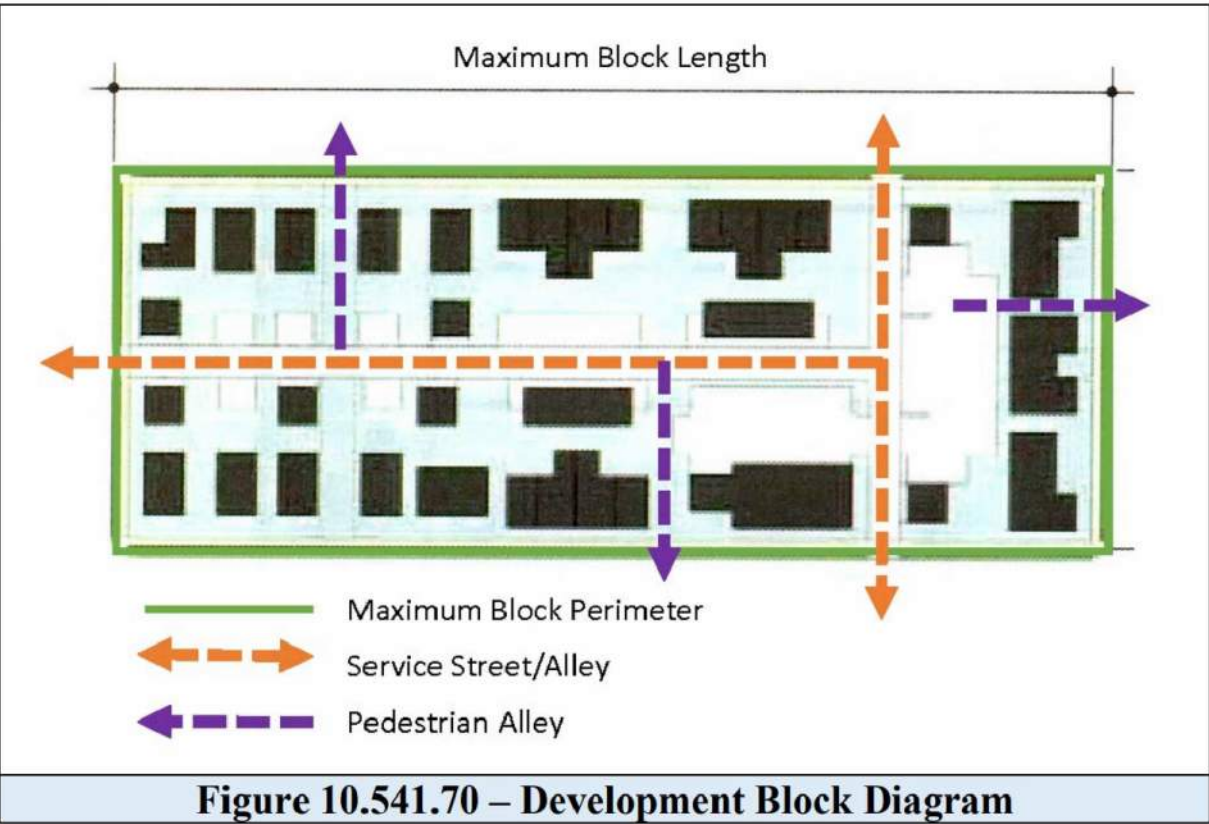 Maximum Block Length
Maximum Block Perimeter
Service Street/Alley
Pedestrian Alley
Figure 10.541.70 – Development Block Diagram